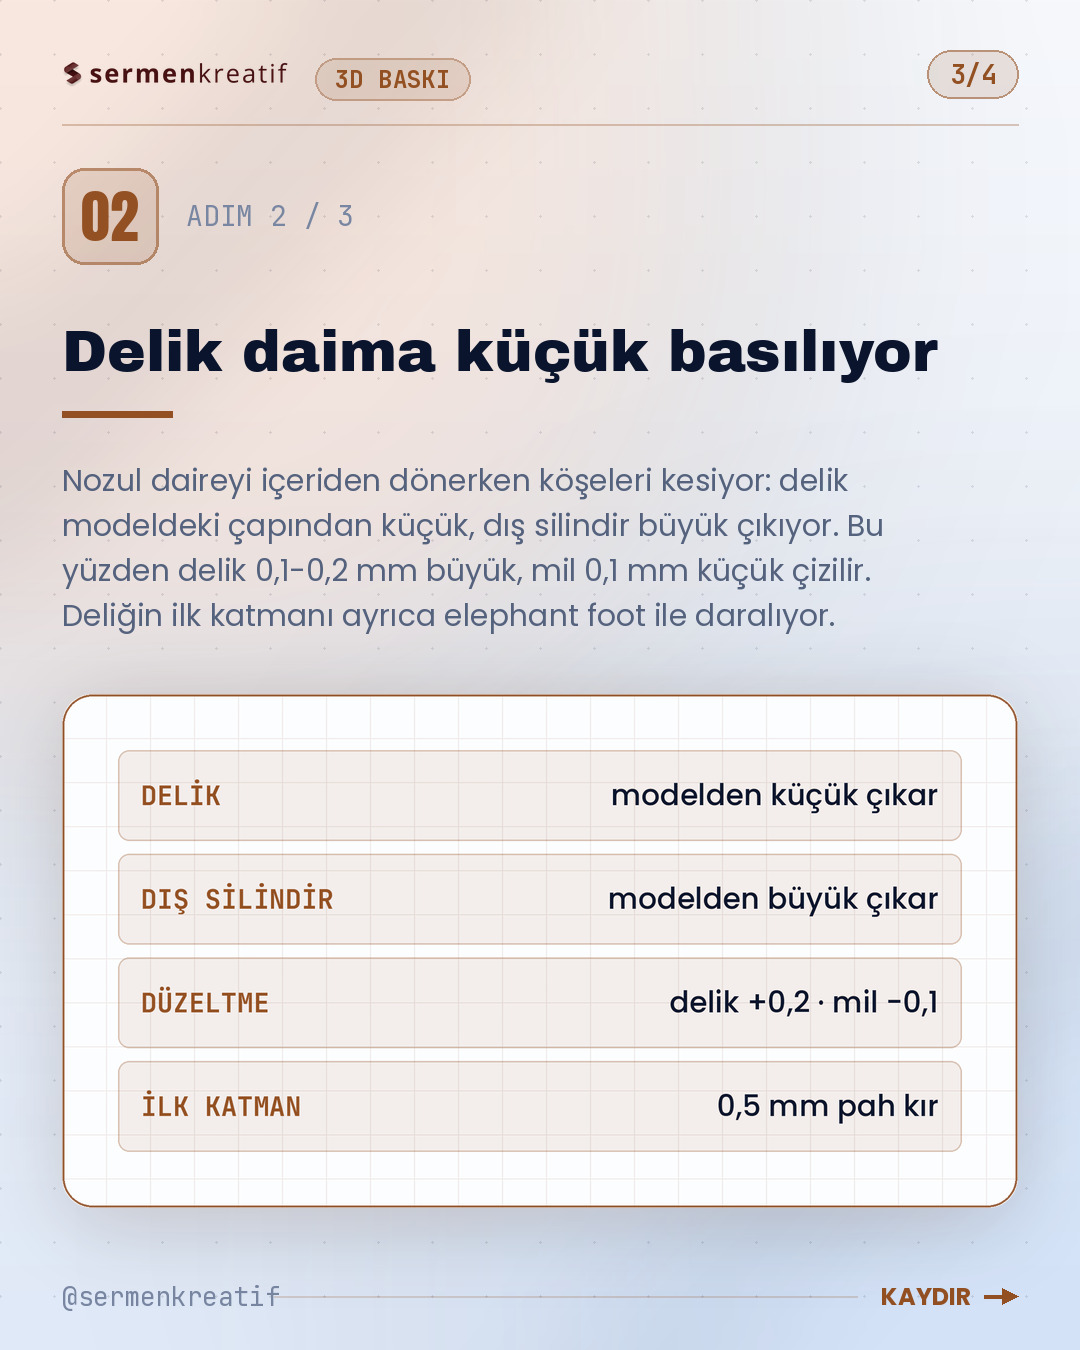 sermenkreatif
3D BASKI
3/4
02
ADIM 2 / 3
Delik daima küçük basılıyor
Nozul daireyi içeriden dönerken köşeleri kesiyor: delik
modeldeki çapından küçük, dış silindir büyük çıkıyor. Bu
yüzden delik 0,1-0,2 mm büyük, mil 0,1 mm küçük çizilir.
Deliğin ilk katmanı ayrıca elephant foot ile daralıyor.
DELİK
modelden küçük çıkar
DIŞ SİLİNDİR
modelden büyük çıkar
DÜZELTME
delik +0,2 · mil −0,1
İLK KATMAN
0,5 mm pah kır
@sermenkreatif
KAYDIR